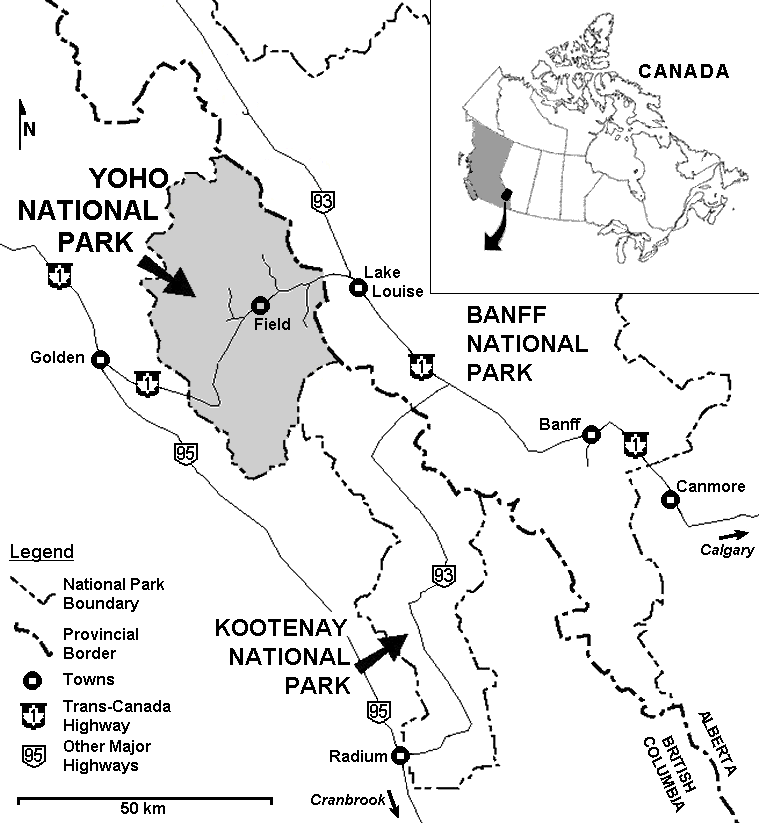 CANADA
N
YOHO
NATIONAL
PARK
93
1
Lake
Louise
Field
BANFF
NATIONAL
PARK
Golden
1
1
95
Banff
1
Canmore
Calgary
93
Legend
National Park
Boundary
Provincial
Border
Towns
1
Trans-Canada
Highway
95
Other Major
Highways
50 km
KOOTENAY
NATIONAL
PARK
95
Radium
Cranbrook
ALBERTA
BRITISH
COLUMBIA